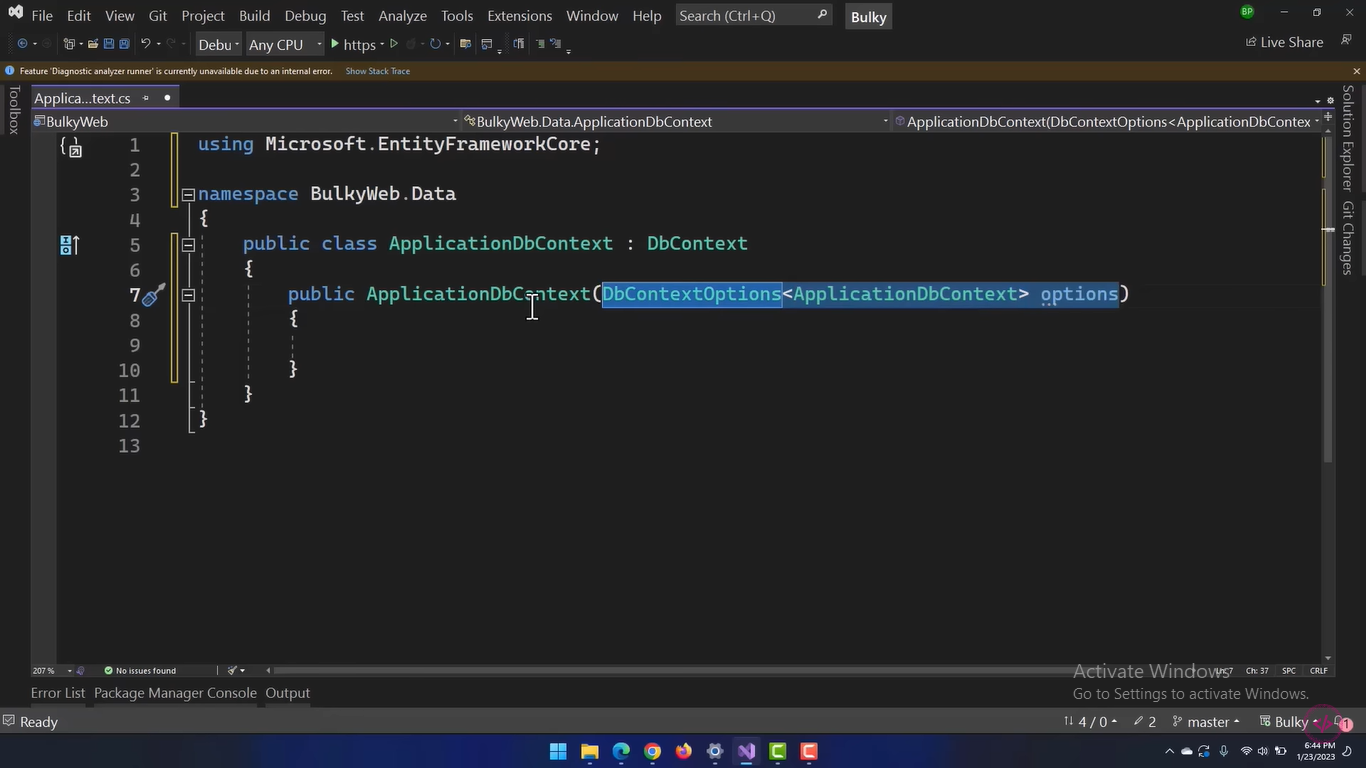 File Edit View Git Project Build Debug Test Analyze Tools Extensions Window Help Search (Ctrl+Q) Bulky BP
Debu Any CPU https Live Share
Feature 'Diagnostic analyzer runner' is currently unavailable due to an internal error. Show Stack Trace
Toolbox
Applica...text.cs
BulkyWeb BulkyWeb.Data.ApplicationDbContext ApplicationDbContext(DbContextOptions<ApplicationDbContex
1 using Microsoft.EntityFrameworkCore;
2
3 namespace BulkyWeb.Data
4 {
5 public class ApplicationDbContext : DbContext
6 {
7 public ApplicationDbContext(DbContextOptions<ApplicationDbContext> options)
8 {
9
10 }
11 }
12 }
13
Solution Explorer
Git Changes
207 % No issues found Ln: 7 Ch: 37 SPC CRLF
Activate Windows
Go to Settings to activate Windows.
Error List Package Manager Console Output
Ready 4 / 0 2 master Bulky 1
6:44 PM
1/23/2023